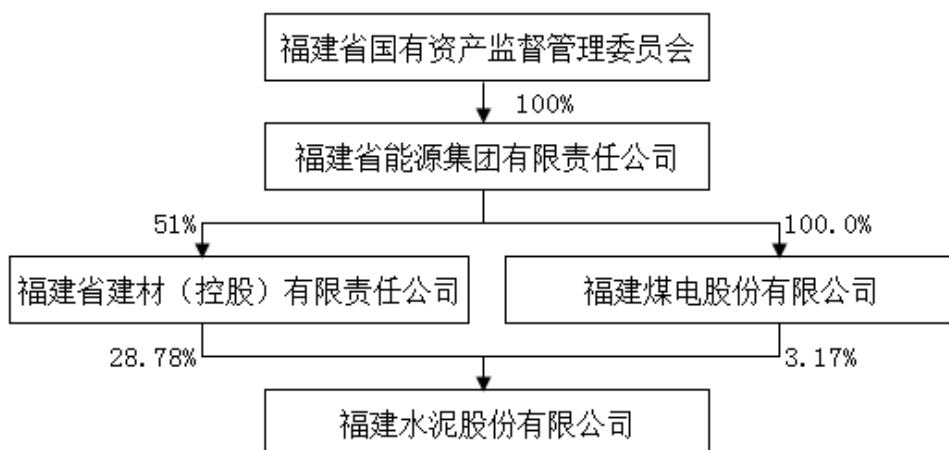 福建省国有资产监督管理委员会
100%
福建省能源集团有限责任公司
51%
100.0%
福建省建材（控股）有限责任公司
福建煤电股份有限公司
28.78%
3.17%
福建水泥股份有限公司